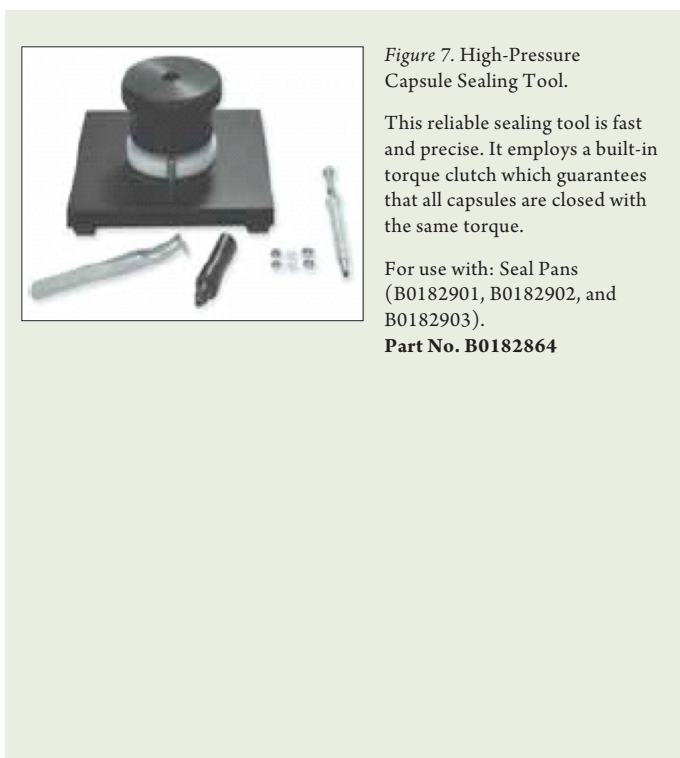 Figure 7. High-Pressure
Capsule Sealing Tool.
This reliable sealing tool is fast
and precise. It employs a built-in
torque clutch which guarantees
that all capsules are closed with
the same torque.
For use with: Seal Pans
(B0182901, B0182902, and
B0182903).
Part No. B0182864